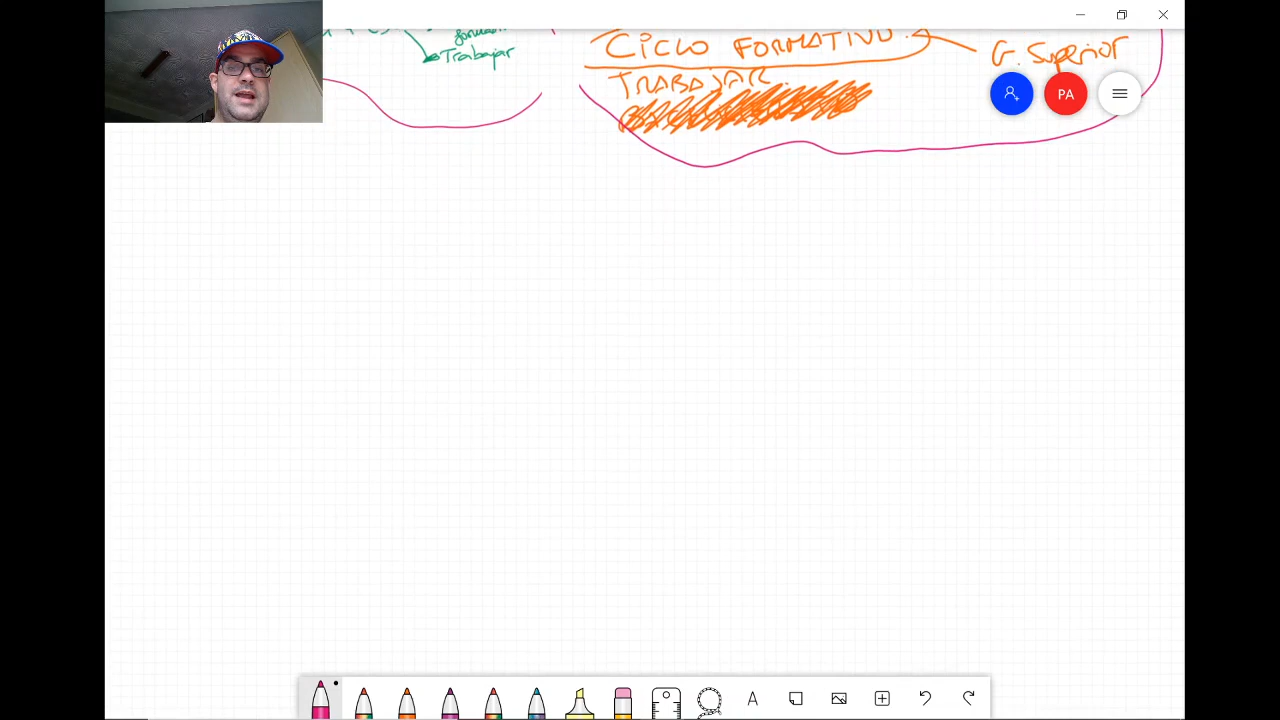 Trabajar
CICLO FORMATIVO.
G. Superior
TRABAJAR.
PA
A